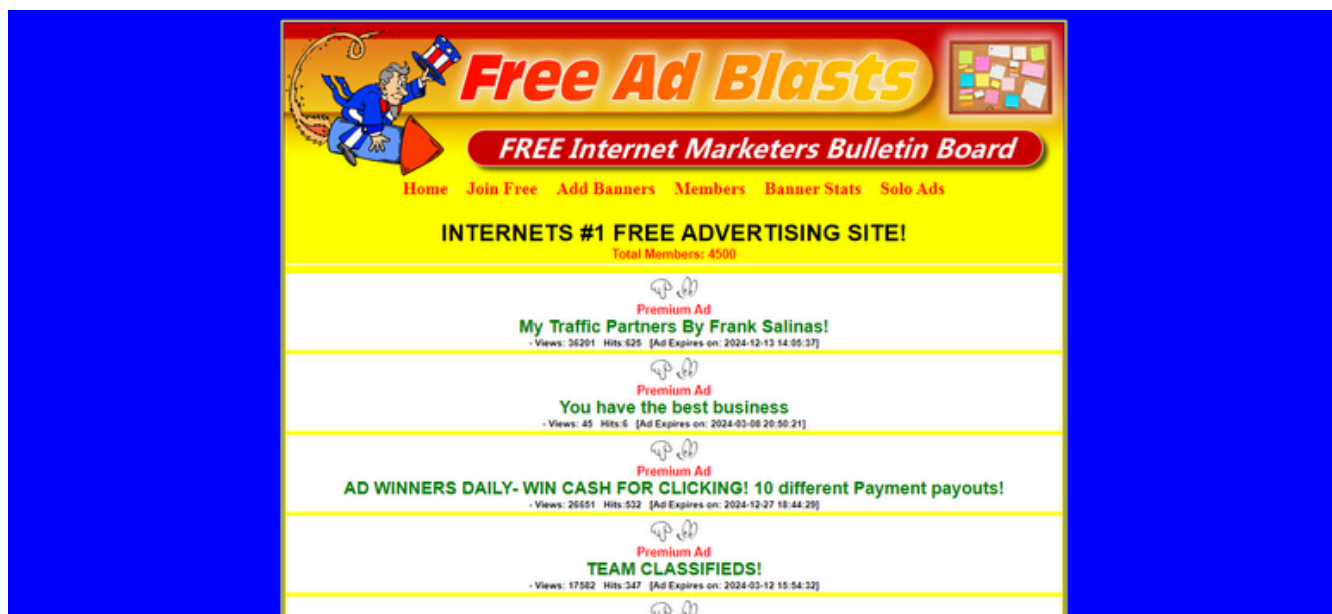 Free Ad Blasts
FREE Internet Marketers Bulletin Board
Home Join Free Add Banners Members Banner Stats Solo Ads
INTERNETS #1 FREE ADVERTISING SITE!
Total Members: 4500
Premium Ad
My Traffic Partners By Frank Salinas!
- Views: 36201 Hits:625 [Ad Expires on: 2024-12-13 14:05:37]
Premium Ad
You have the best business
- Views: 45 Hits:6 [Ad Expires on: 2024-03-08 20:50:21]
Premium Ad
AD WINNERS DAILY- WIN CASH FOR CLICKING! 10 different Payment payouts!
- Views: 26651 Hits:532 [Ad Expires on: 2024-12-27 18:44:29]
Premium Ad
TEAM CLASSIFIEDS!
- Views: 17582 Hits:347 [Ad Expires on: 2024-03-12 15:54:32]